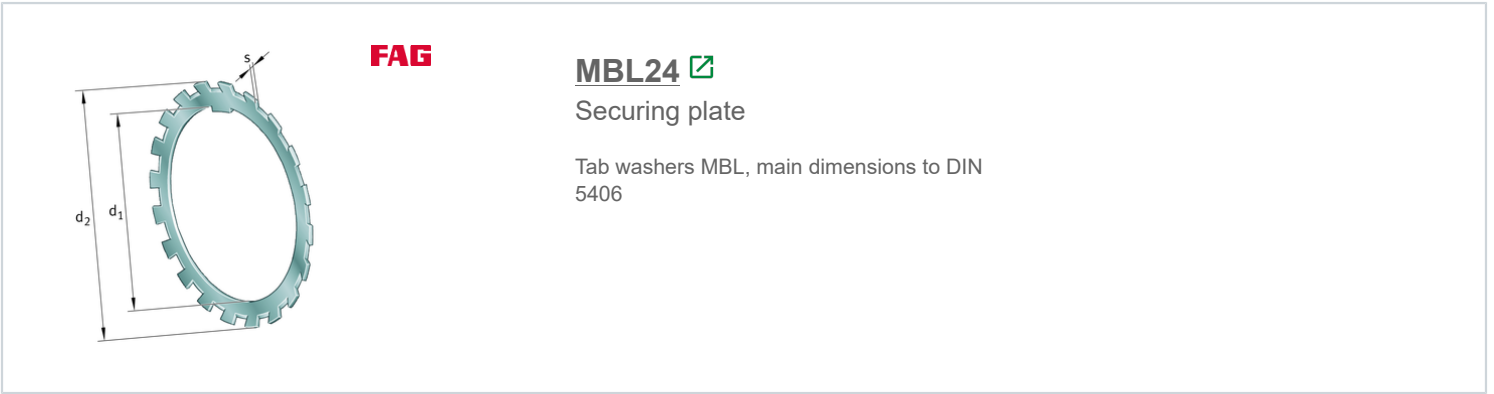 s
FAG
MBL24
Securing plate
Tab washers MBL, main dimensions to DIN
5406
d2
d1